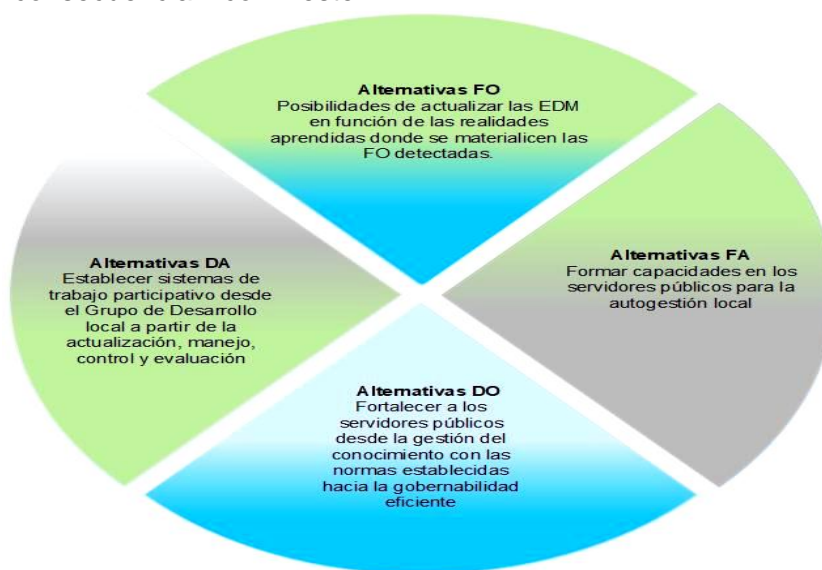 Alternativas FO
Posibilidades de actualizar las EDM
en función de las realidades
aprendidas donde se materialicen las
FO detectadas.
Alternativas FA
Formar capacidades en los
servidores públicos para la
autogestión local
Alternativas DA
Establecer sistemas de
trabajo participativo desde
el Grupo de Desarrollo
local a partir de la
actualización, manejo,
control y evaluación
Alternativas DO
Fortalecer a los
servidores públicos
desde la gestión del
conocimiento con las
normas establecidas
hacia la gobernabilidad
eficiente